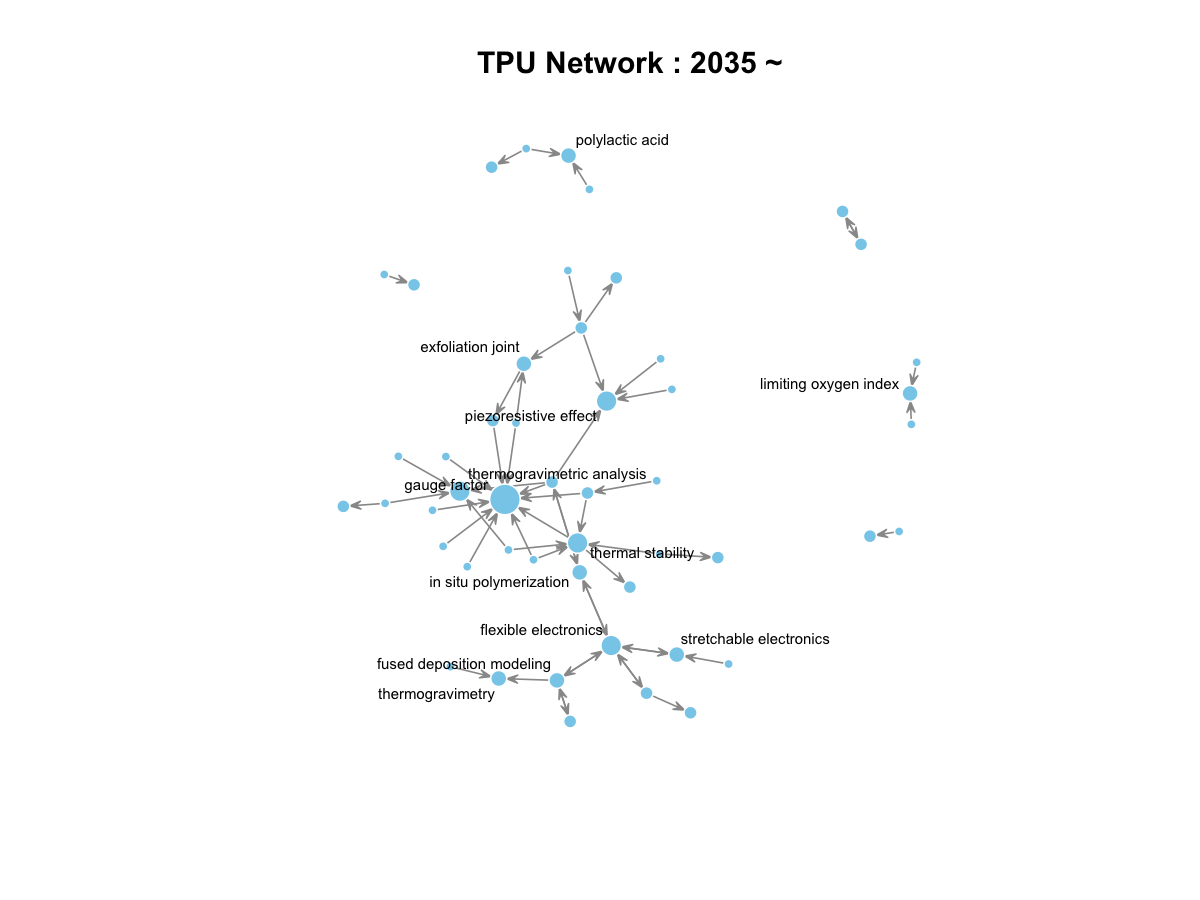 TPU Network : 2035 ~
polylactic acid
exfoliation joint
limiting oxygen index
piezoresistive effect
thermogravimetric analysis
gauge factor
thermal stability
in situ polymerization
flexible electronics
stretchable electronics
fused deposition modeling
thermogravimetry